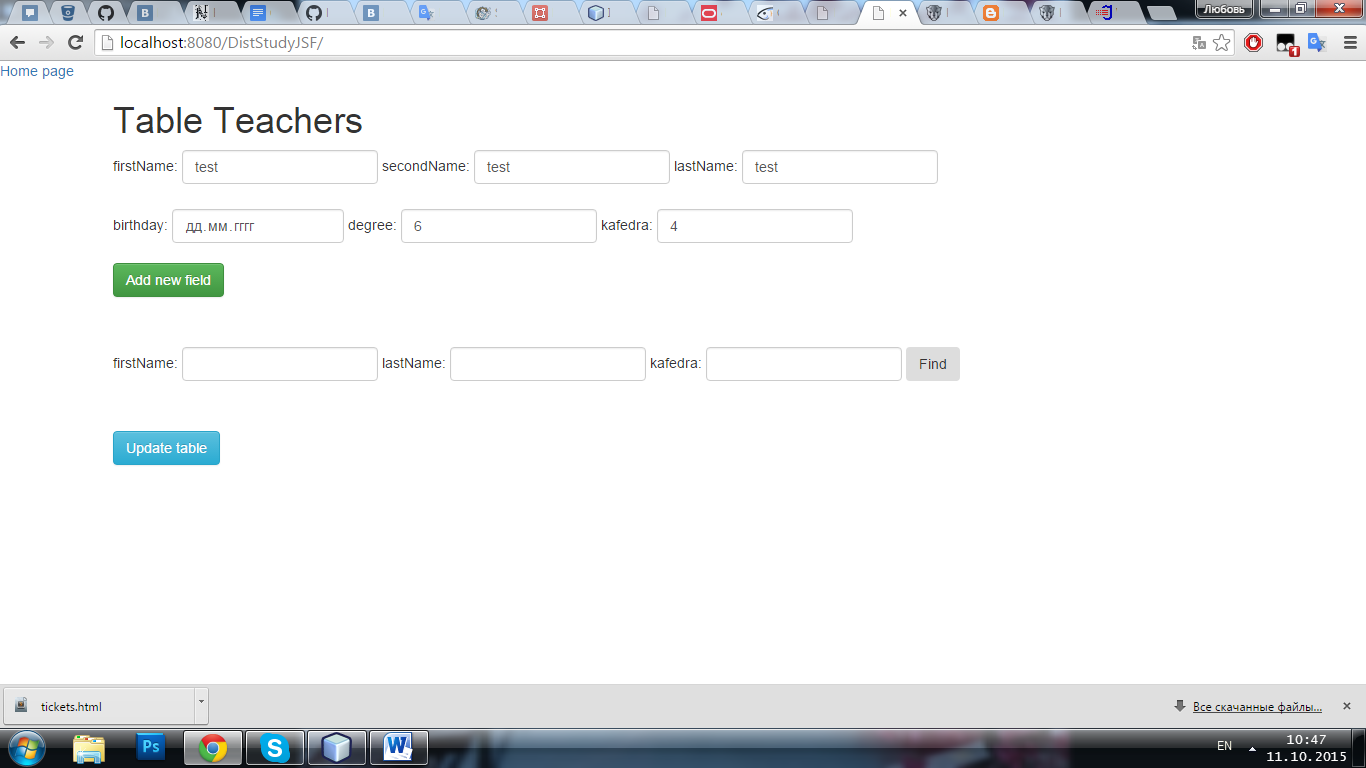 Любовь
localhost:8080/DistStudyJSF/
1
Home page
Table Teachers
firstName: test secondName: test lastName: test
birthday: дд.мм.гггг degree: 6 kafedra: 4
Add new field
firstName: lastName: kafedra: Find
Update table
tickets.html
Все скачанные файлы...
EN
10:47
11.10.2015